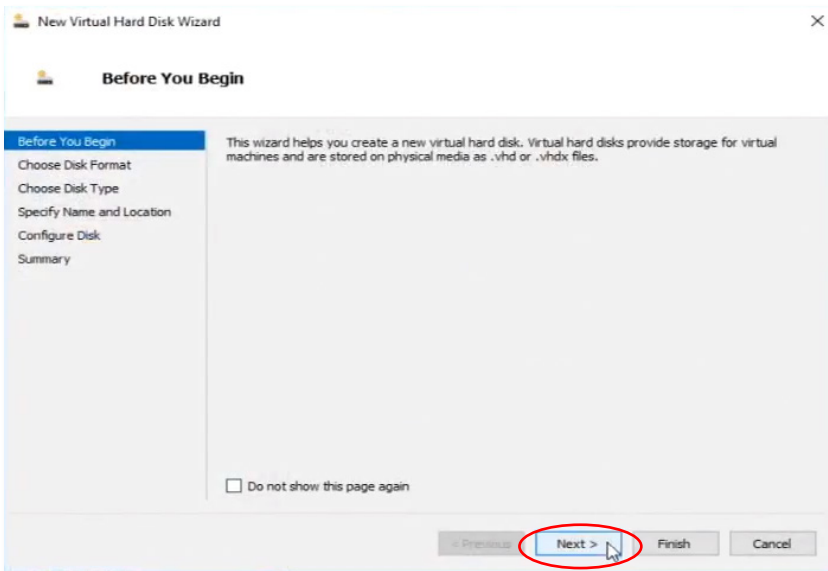 New Virtual Hard Disk Wizard
Before You Begin
Before You Begin
Choose Disk Format
Choose Disk Type
Specify Name and Location
Configure Disk
Summary
This wizard helps you create a new virtual hard disk. Virtual hard disks provide storage for virtual
machines and are stored on physical media as .vhd or .vhdx files.
Do not show this page again
< Previous
Next >
Finish
Cancel